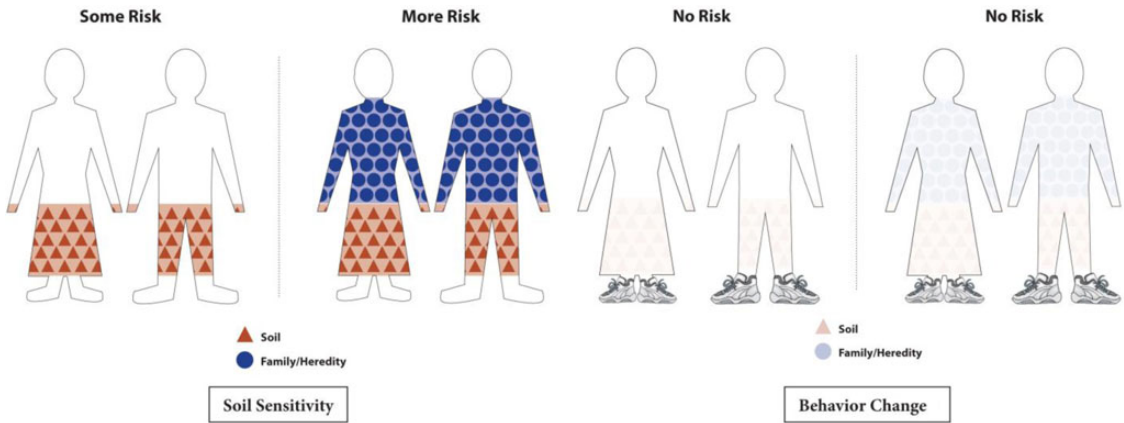 Some Risk
More Risk
No Risk
No Risk
Soil
Family/Heredity
Soil
Family/Heredity
Soil Sensitivity
Behavior Change